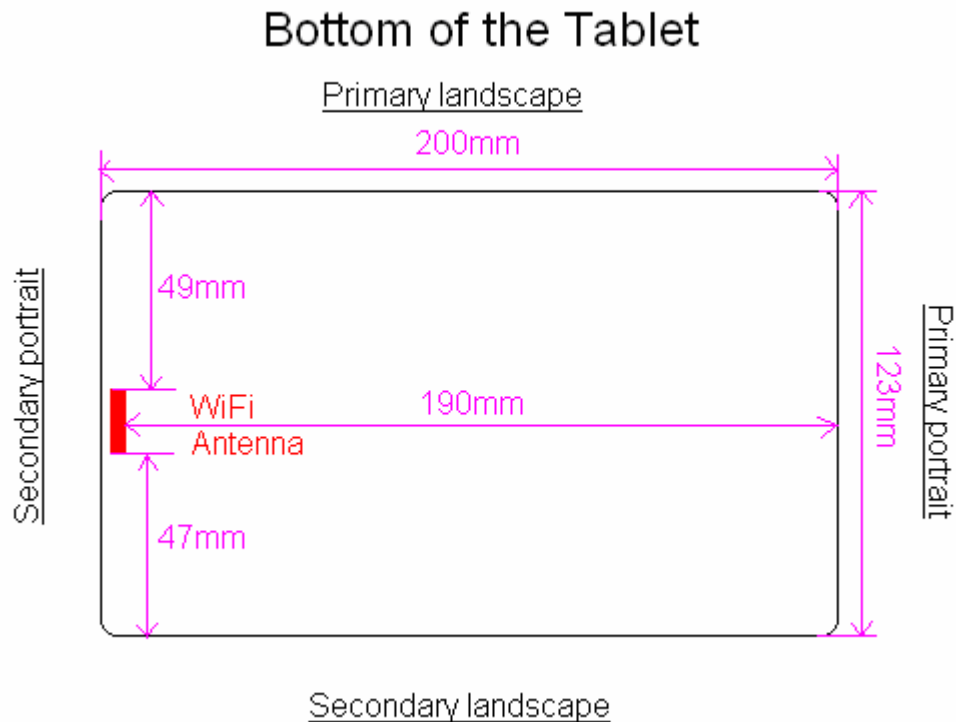 Bottom of the Tablet
Primary landscape
200mm
49mm
Secondary portrait
Primary portrait
123mm
WiFi
Antenna
190mm
47mm
Secondary landscape